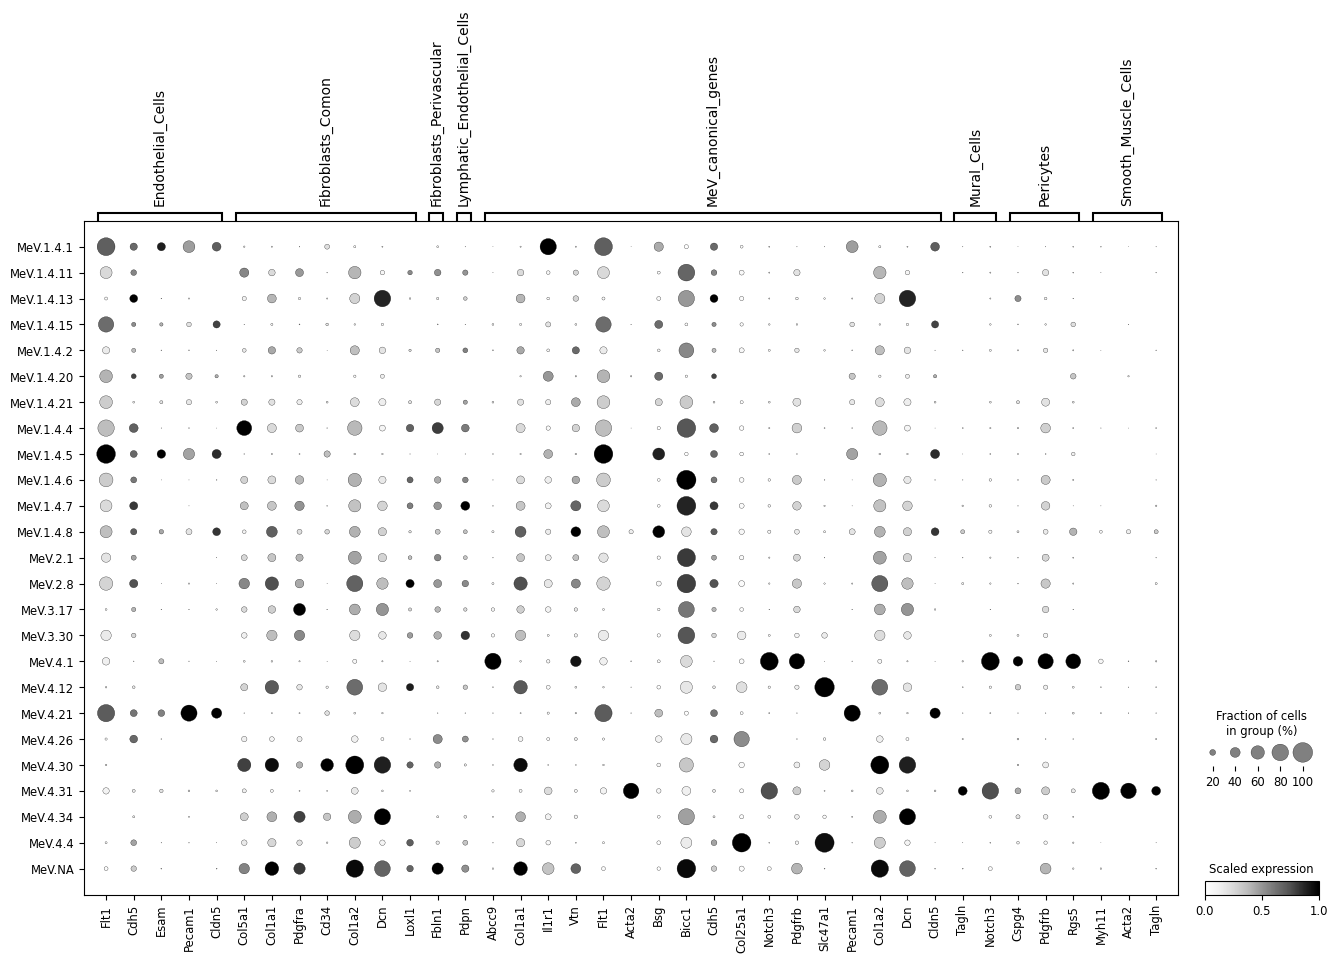 Endothelial_Cells
Fibroblasts_Comon
Fibroblasts_Perivascular
Lymphatic_Endothelial_Cells
MeV_canonical_genes
Mural_Cells
Pericytes
Smooth_Muscle_Cells
MeV.1.4.1
MeV.1.4.11
MeV.1.4.13
MeV.1.4.15
MeV.1.4.2
MeV.1.4.20
MeV.1.4.21
MeV.1.4.4
MeV.1.4.5
MeV.1.4.6
MeV.1.4.7
MeV.1.4.8
MeV.2.1
MeV.2.8
MeV.3.17
MeV.3.30
MeV.4.1
MeV.4.12
MeV.4.21
MeV.4.26
MeV.4.30
MeV.4.31
MeV.4.34
MeV.4.4
MeV.NA
Flt1
Cdh5
Esam
Pecam1
Cldn5
Col5a1
Col1a1
Pdgfra
Cd34
Col1a2
Dcn
Loxl1
Fbln1
Pdpn
Abcc9
Col1a1
Il1r1
Vtn
Flt1
Acta2
Bsg
Bicc1
Cdh5
Col25a1
Notch3
Pdgfrb
Slc47a1
Pecam1
Col1a2
Dcn
Cldn5
Tagln
Notch3
Cspg4
Pdgfrb
Rgs5
Myh11
Acta2
Tagln
Fraction of cells
in group (%)
20 40 60 80 100
Scaled expression
0.0 0.5 1.0